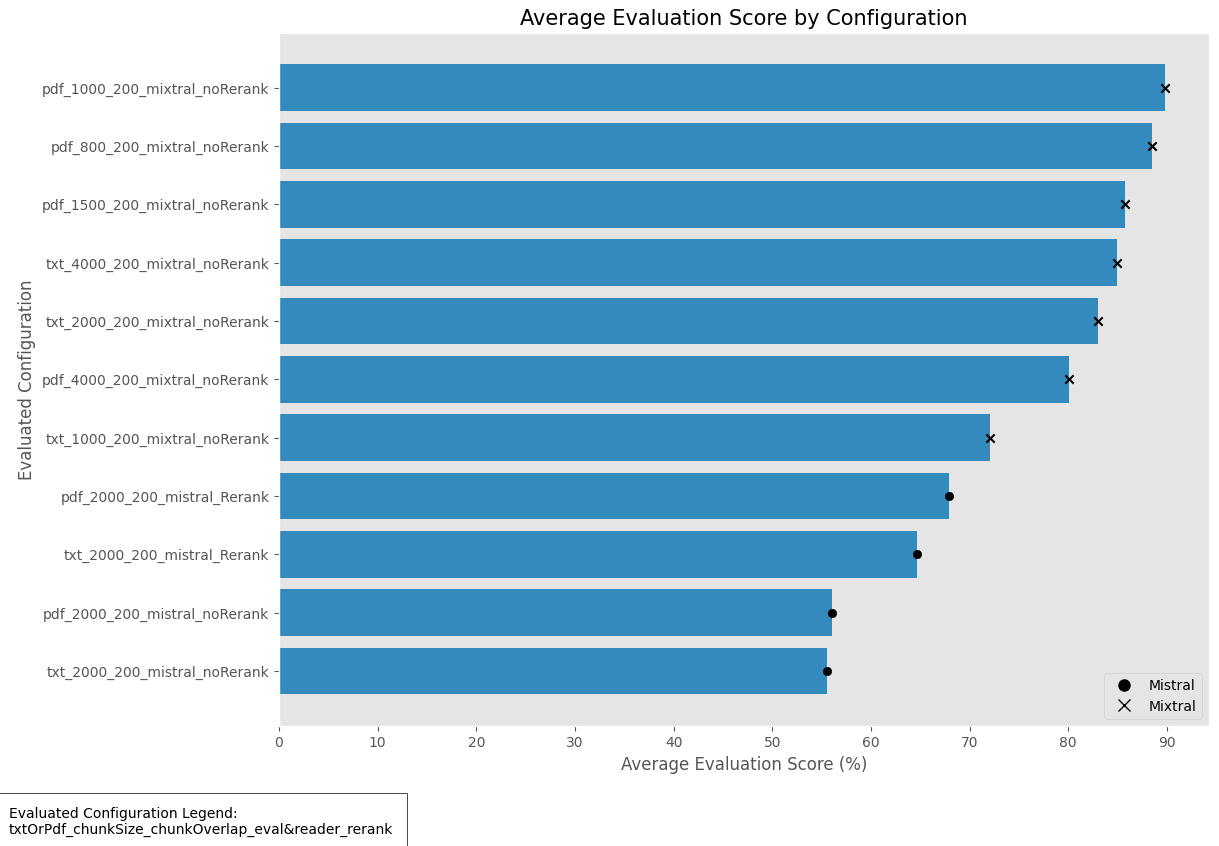 Average Evaluation Score by Configuration
pdf_1000_200_mixtral_noRerank
pdf_800_200_mixtral_noRerank
pdf_1500_200_mixtral_noRerank
txt_4000_200_mixtral_noRerank
txt_2000_200_mixtral_noRerank
pdf_4000_200_mixtral_noRerank
txt_1000_200_mixtral_noRerank
pdf_2000_200_mistral_Rerank
txt_2000_200_mistral_Rerank
pdf_2000_200_mistral_noRerank
txt_2000_200_mistral_noRerank
Evaluated Configuration
Mistral
Mixtral
0 10 20 30 40 50 60 70 80 90
Average Evaluation Score (%)
Evaluated Configuration Legend:
txtOrPdf_chunkSize_chunkOverlap_eval&reader_rerank